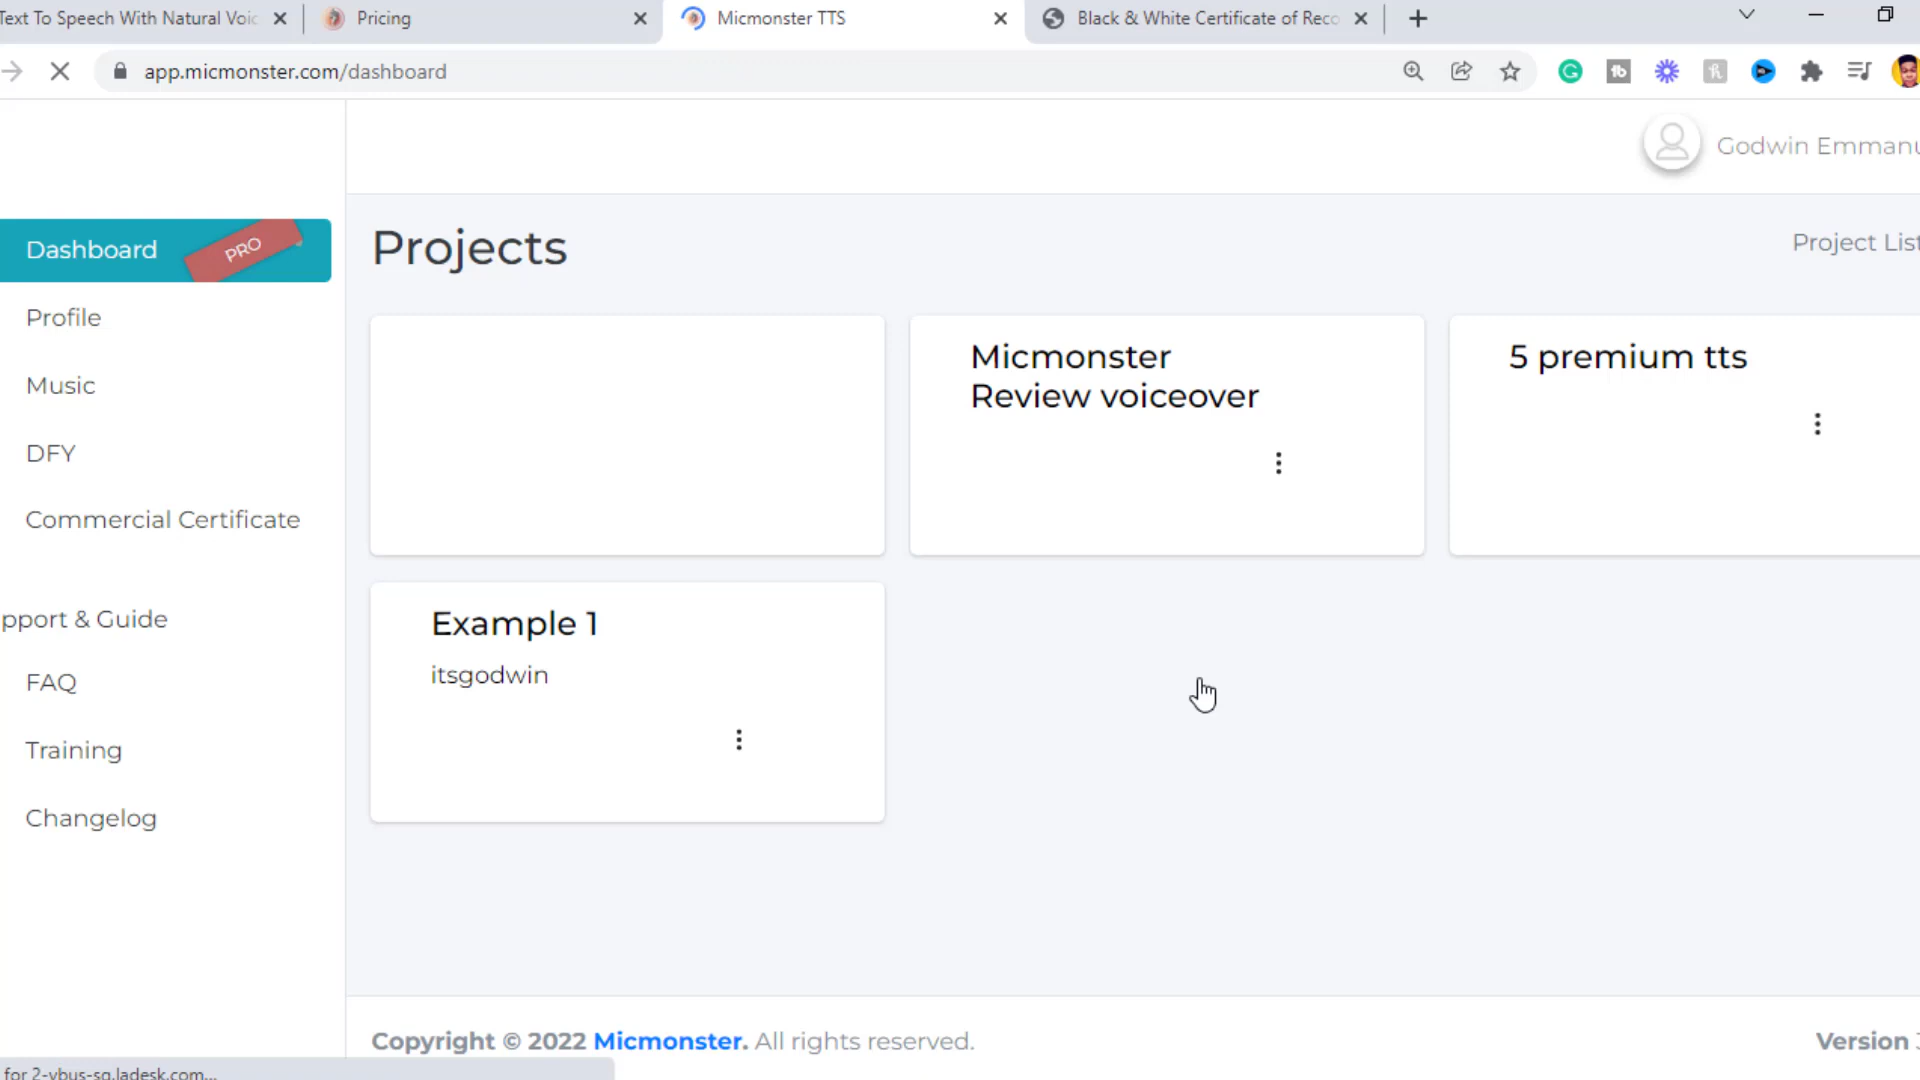 Text To Speech With Natural Voic
Pricing
Micmonster TTS
Black & White Certificate of Reco
app.micmonster.com/dashboard
Godwin Emmanu
Dashboard
PRO
Profile
Music
DFY
Commercial Certificate
pport & Guide
FAQ
Training
Changelog
Projects
Project List
Micmonster
Review voiceover
5 premium tts
Example 1
itsgodwin
Copyright © 2022 Micmonster. All rights reserved.
Version
for 2-vbus-sg.ladesk.com...